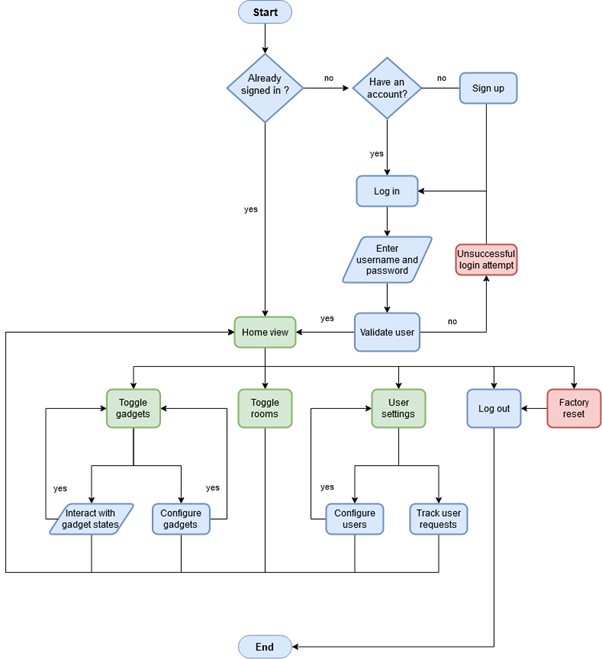 Start
Already
signed in ?
no
Have an
account?
no
Sign up
yes
Log in
yes
Enter
username and
password
Unsuccessful
login attempt
Home view
yes
Validate user
no
Toggle
gadgets
Toggle
rooms
User
settings
Log out
Factory
reset
yes
yes
yes
Interact with
gadget states
Configure
gadgets
Configure
users
Track user
requests
End